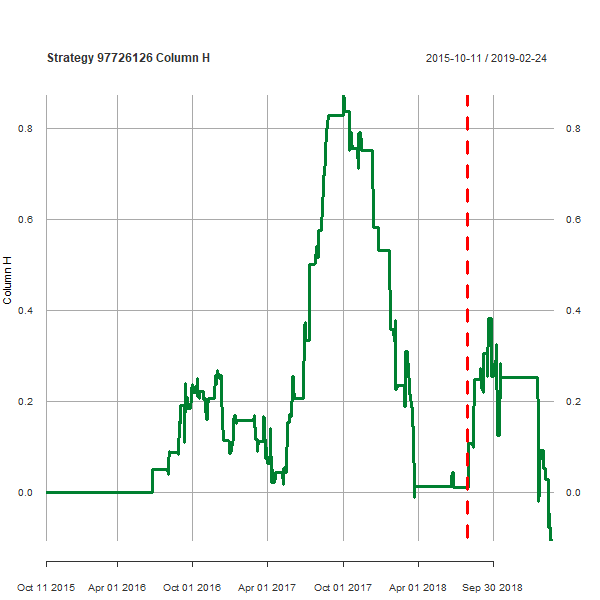 Strategy 97726126 Column H
2015-10-11 / 2019-02-24
0.8 0.8
0.6 0.6
0.4 0.4
0.2 0.2
0.0 0.0
Column H
Oct 11 2015 Apr 01 2016 Oct 01 2016 Apr 01 2017 Oct 01 2017 Apr 01 2018 Sep 30 2018